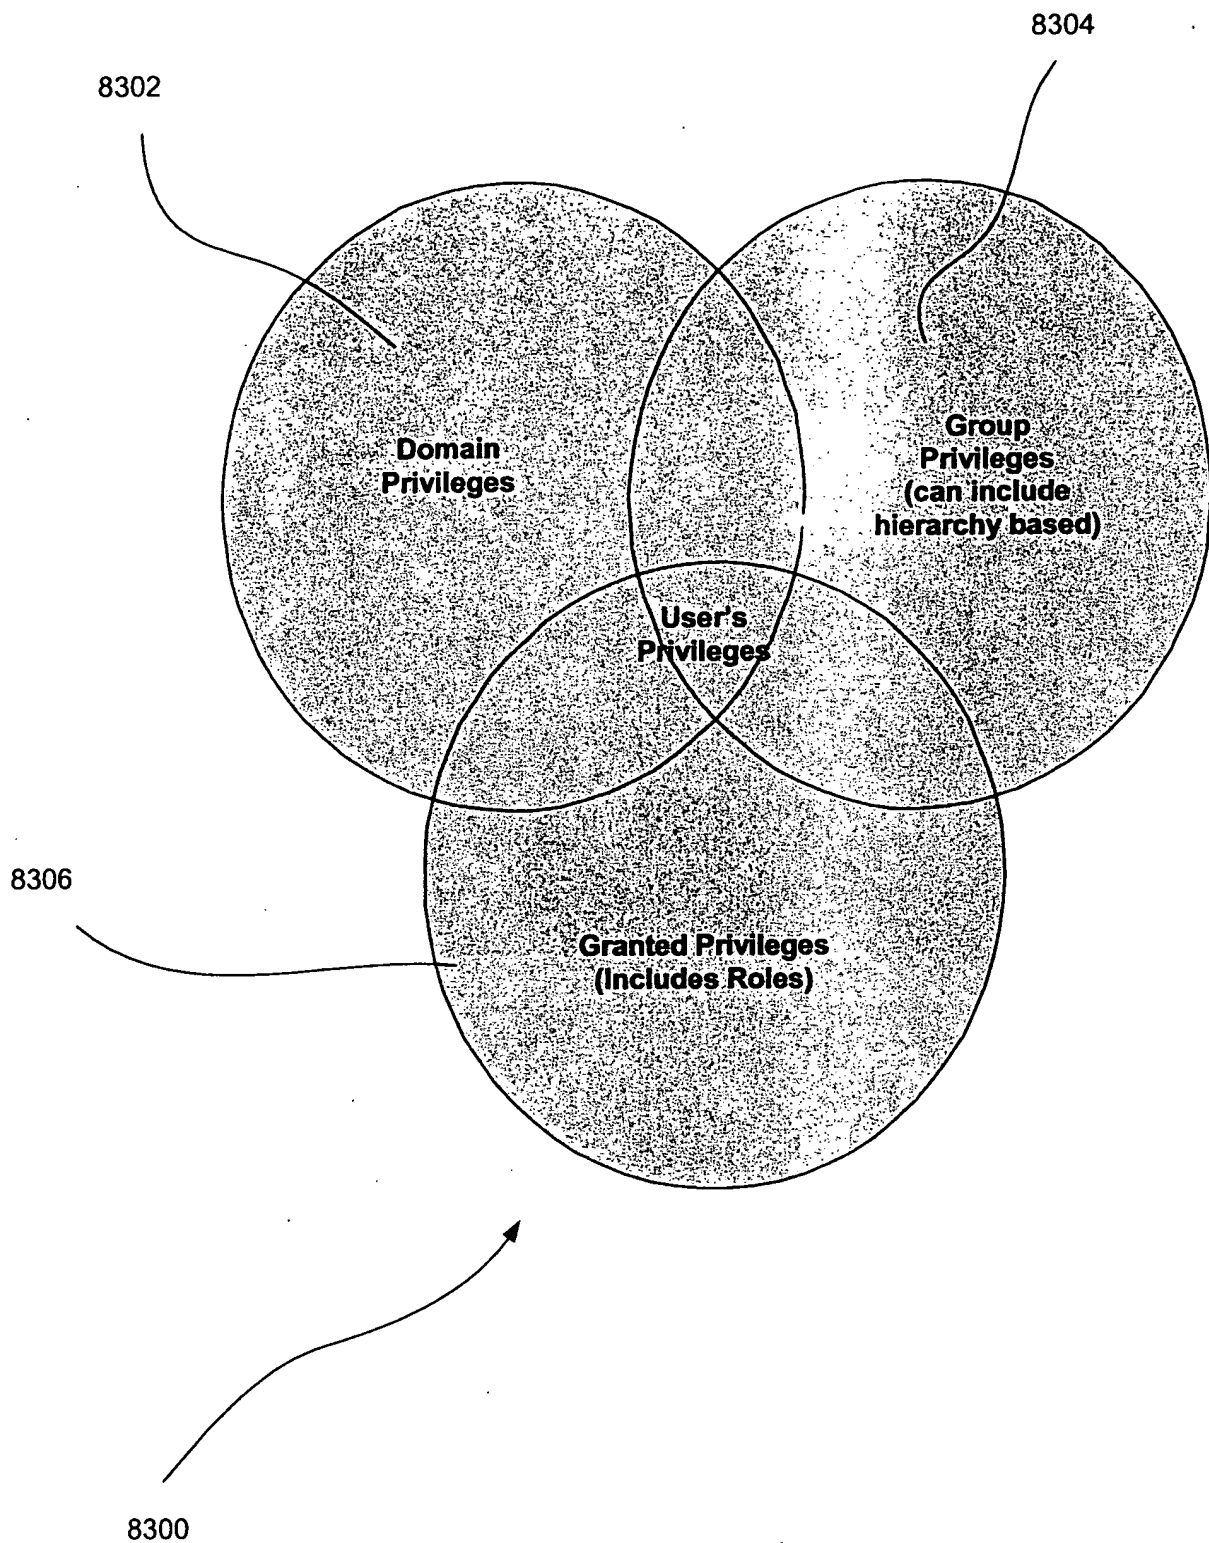 8304
8302
Domain
Privileges
Group
Privileges
(can include
hierarchy based)
User's
Privileges
8306
Granted Privileges
(Includes Roles)
8300